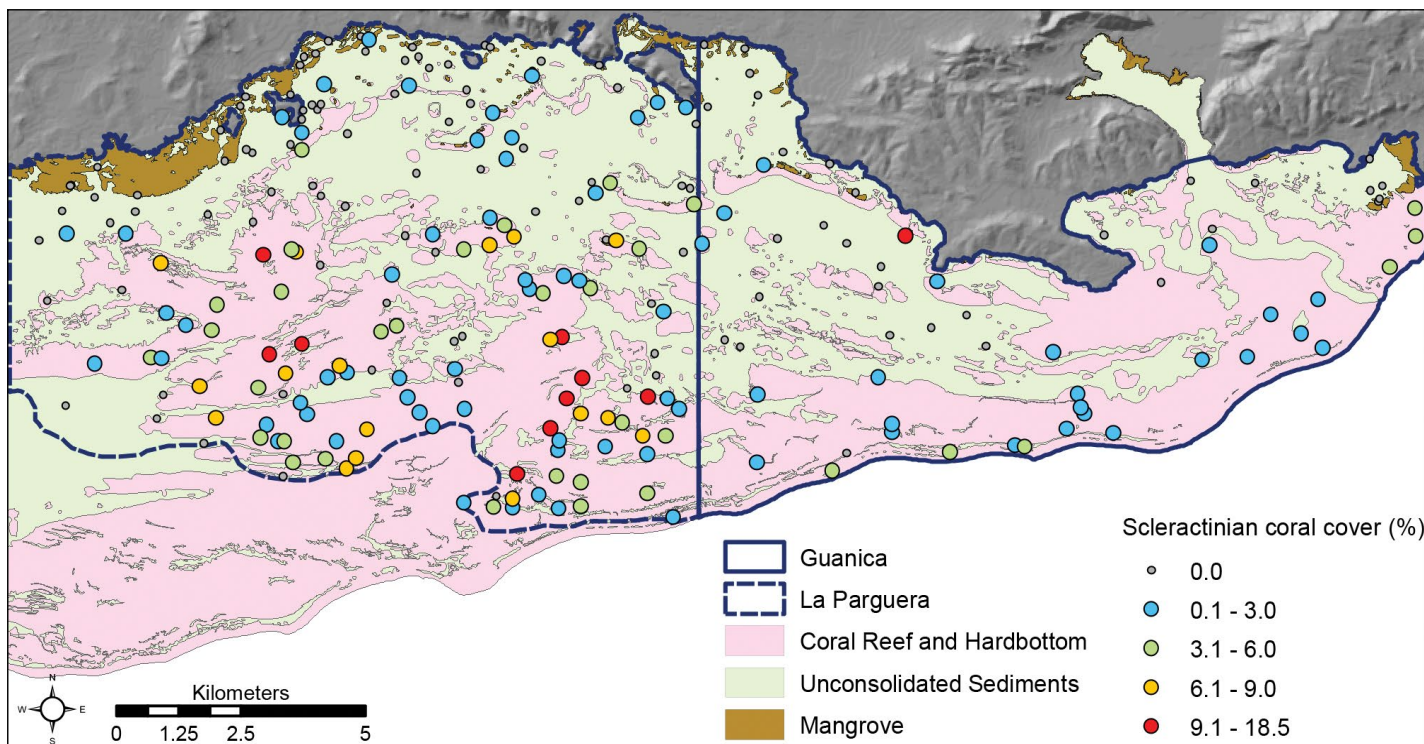 Guanica
La Parguera
Coral Reef and Hardbottom
Unconsolidated Sediments
Mangrove
Scleractinian coral cover (%)
0.0
0.1 - 3.0
3.1 - 6.0
6.1 - 9.0
9.1 - 18.5
N
W E
S
Kilometers
0 1.25 2.5 5